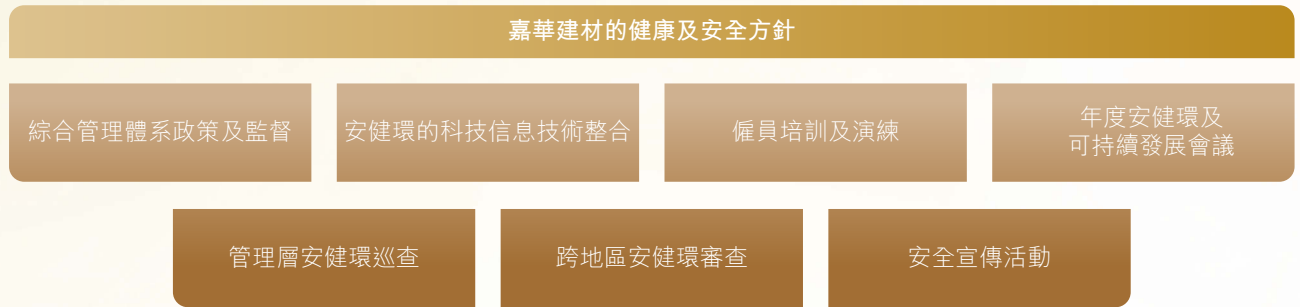 嘉華建材的健康及安全方針
綜合管理體系政策及監督
安健環的科技信息技術整合
僱員培訓及演練
年度安健環及
可持續發展會議
管理層安健環巡查
跨地區安健環審查
安全宣傳活動